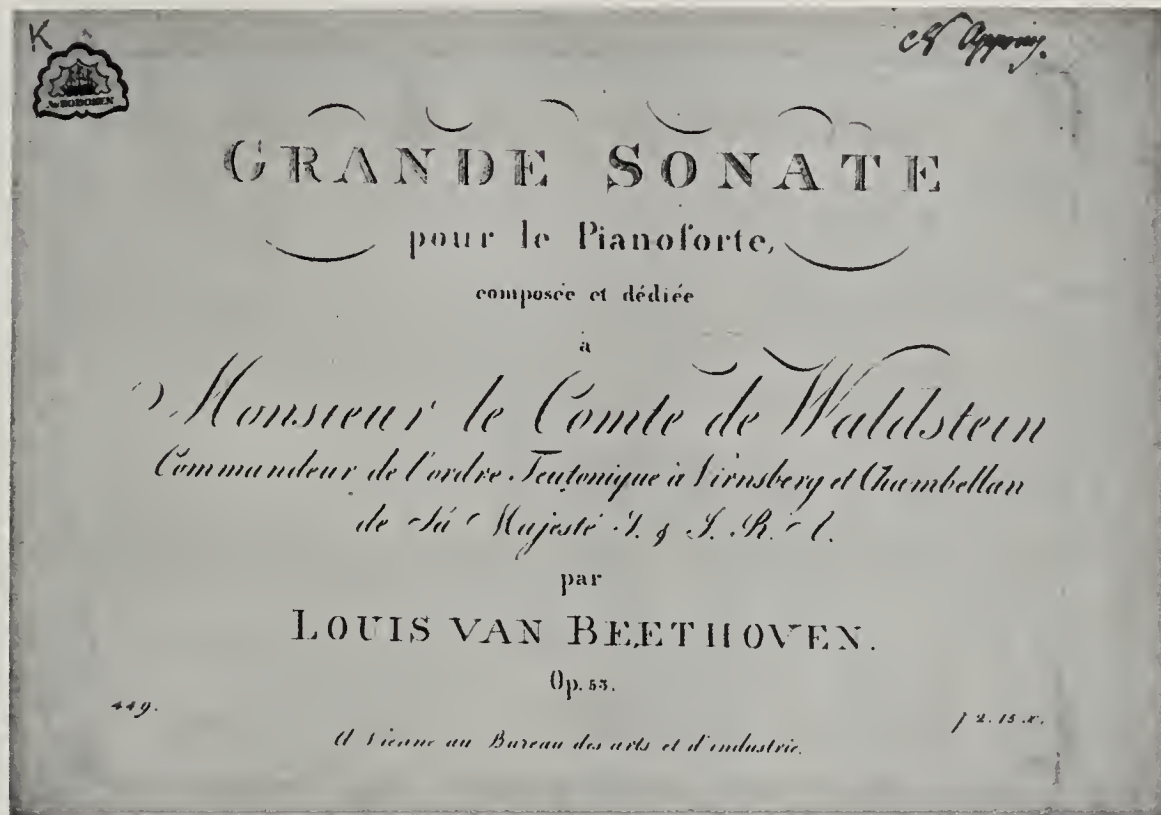 K
A. v. HOBOKEN
GRANDE SONATE
pour le Pianoforte,
composée et dédiée
à
Monsieur le Comte de Waldstein
Commandeur de l'ordre Teutonique à Virnsberg et Chambellan
de Sa Majesté I. & I. R. A.
par
LOUIS VAN BEETHOVEN.
Op. 53.
449.
f 2.15.x.
A Vienne au Bureau des arts et d'industrie.